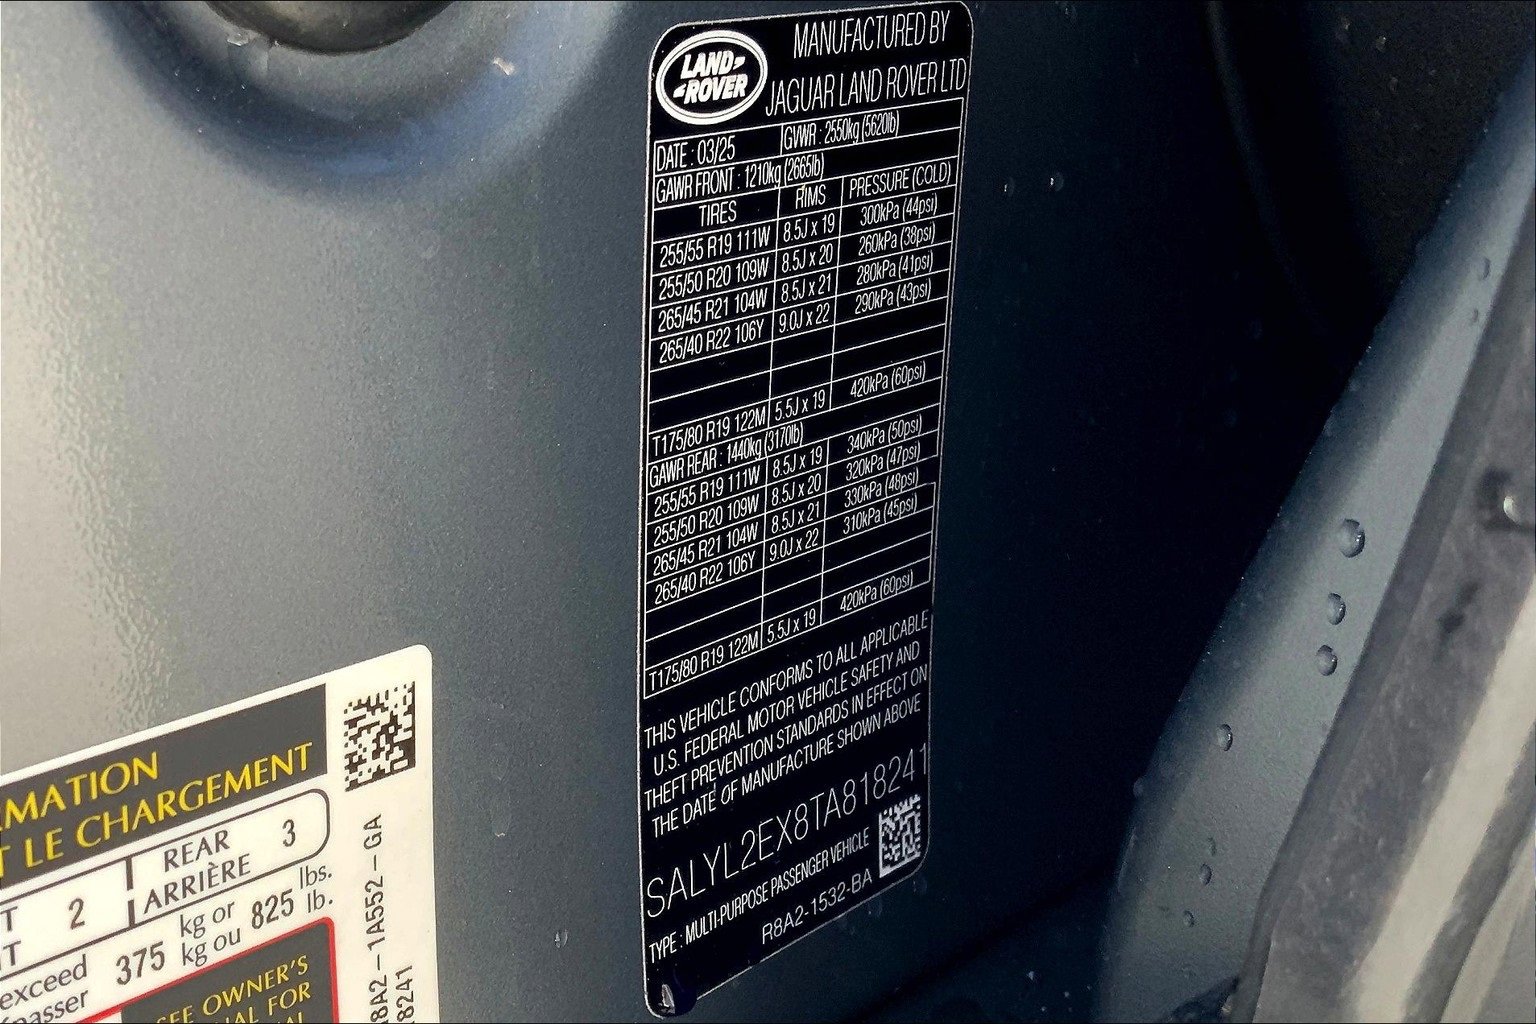 LAND-
-ROVER
MANUFACTURED BY
JAGUAR LAND ROVER LTD
DATE : 03/25 GVWR : 2550kg (5620lb)
GAWR FRONT : 1210kg (2665lb)
TIRES RIMS PRESSURE (COLD)
255/55 R19 111W 8.5J x 19 300kPa (44psi)
255/50 R20 109W 8.5J x 20 260kPa (38psi)
265/45 R21 104W 8.5J x 21 280kPa (41psi)
265/40 R22 106Y 9.0J x 22 290kPa (43psi)
T175/80 R19 122M 5.5J x 19 420kPa (60psi)
GAWR REAR : 1440kg (3170lb)
255/55 R19 111W 8.5J x 19 340kPa (50psi)
255/50 R20 109W 8.5J x 20 320kPa (47psi)
265/45 R21 104W 8.5J x 21 330kPa (48psi)
265/40 R22 106Y 9.0J x 22 310kPa (45psi)
T175/80 R19 122M 5.5J x 19 420kPa (60psi)
THIS VEHICLE CONFORMS TO ALL APPLICABLE
U.S. FEDERAL MOTOR VEHICLE SAFETY AND
THEFT PREVENTION STANDARDS IN EFFECT ON
THE DATE OF MANUFACTURE SHOWN ABOVE
SALYL2EX8TA818241
TYPE : MULTI-PURPOSE PASSENGER VEHICLE
R8A2-1532-BA
RMATION
T LE CHARGEMENT
T 2 REAR 3
NT ARRIÈRE
exceed 375 kg or 825 lbs.
passer kg ou lb.
SEE OWNER'S
UAL FOR
8A2-1A552-GA
8241